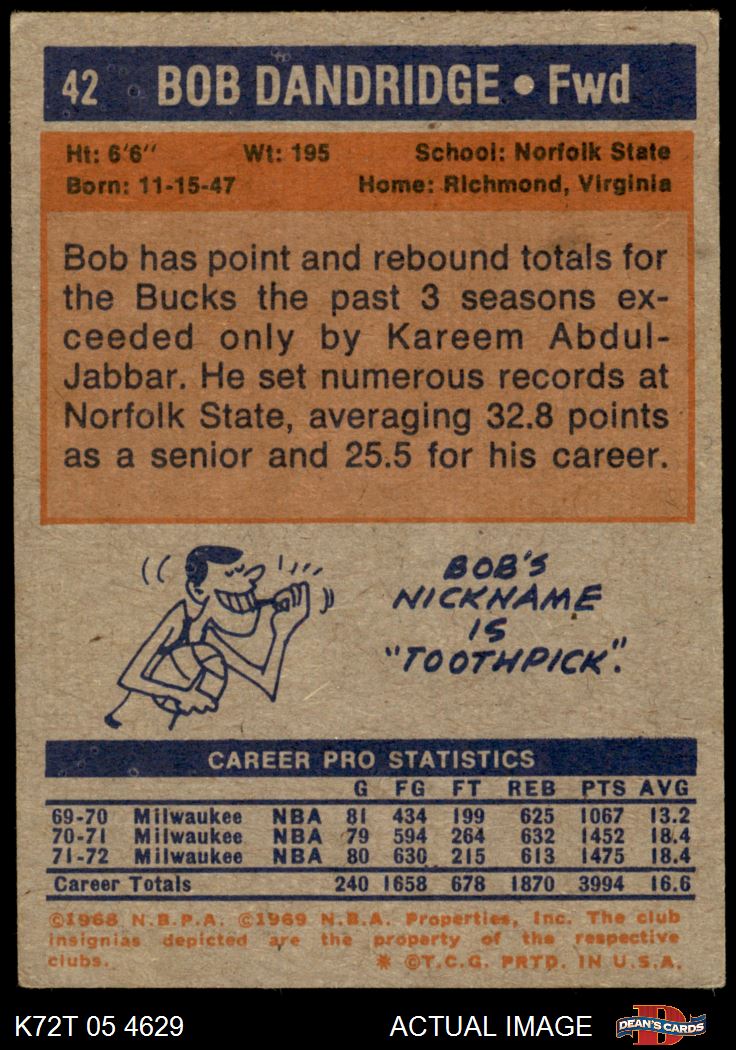 42 BOB DANDRIDGE • Fwd
Ht: 6'6" Wt: 195 School: Norfolk State
Born: 11-15-47 Home: Richmond, Virginia
Bob has point and rebound totals for
the Bucks the past 3 seasons ex-
ceeded only by Kareem Abdul-
Jabbar. He set numerous records at
Norfolk State, averaging 32.8 points
as a senior and 25.5 for his career.
BOB'S
NICKNAME
IS
"TOOTHPICK".
CAREER PRO STATISTICS
G FG FT REB PTS AVG
69-70 Milwaukee NBA 81 434 199 625 1067 13.2
70-71 Milwaukee NBA 79 594 264 632 1452 18.4
71-72 Milwaukee NBA 80 630 215 613 1475 18.4
Career Totals 240 1658 678 1870 3994 16.6
©1968 N.B.P.A. ©1969 N.B.A. Properties, Inc. The club
insignias depicted are the property of the respective
clubs. * ©T.C.G. PRTD. IN U.S.A.
K72T 05 4629 ACTUAL IMAGE D DEAN'S CARDS